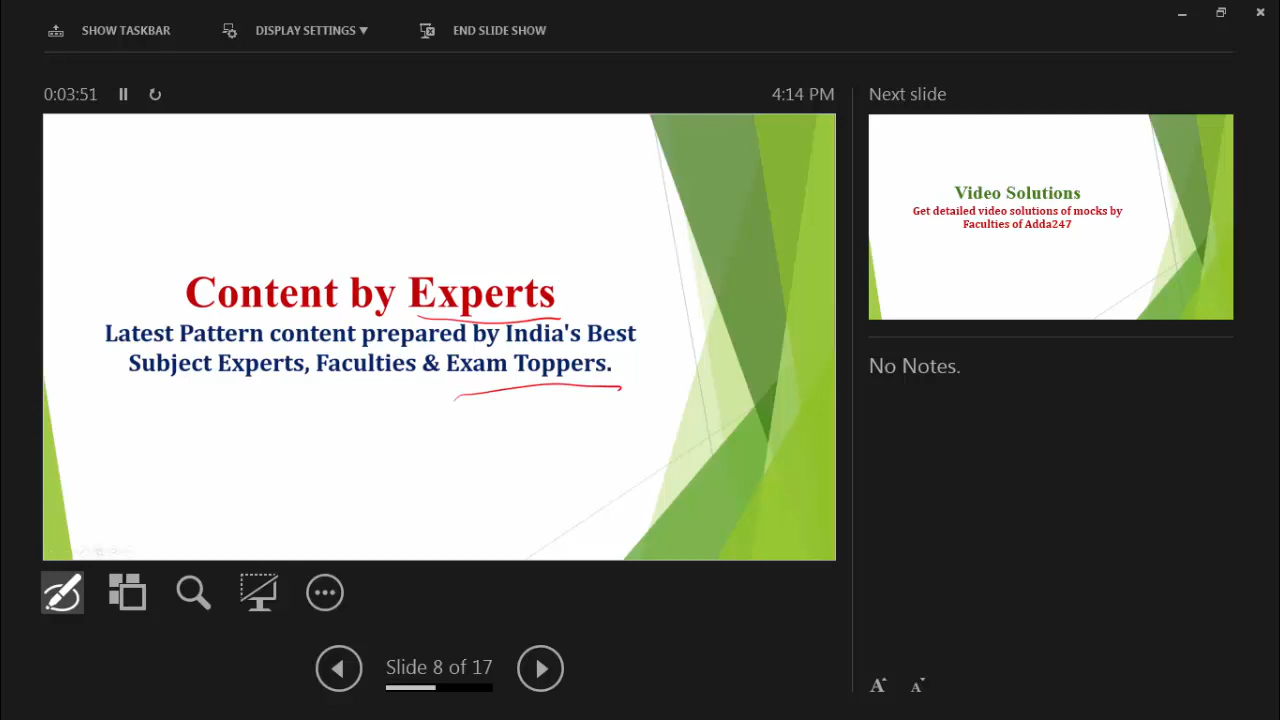 SHOW TASKBAR DISPLAY SETTINGS ▼ END SLIDE SHOW
0:03:51 4:14 PM
Content by Experts
Latest Pattern content prepared by India's Best
Subject Experts, Faculties & Exam Toppers.
Slide 8 of 17
Next slide
Video Solutions
Get detailed video solutions of mocks by
Faculties of Adda247
No Notes.
A A